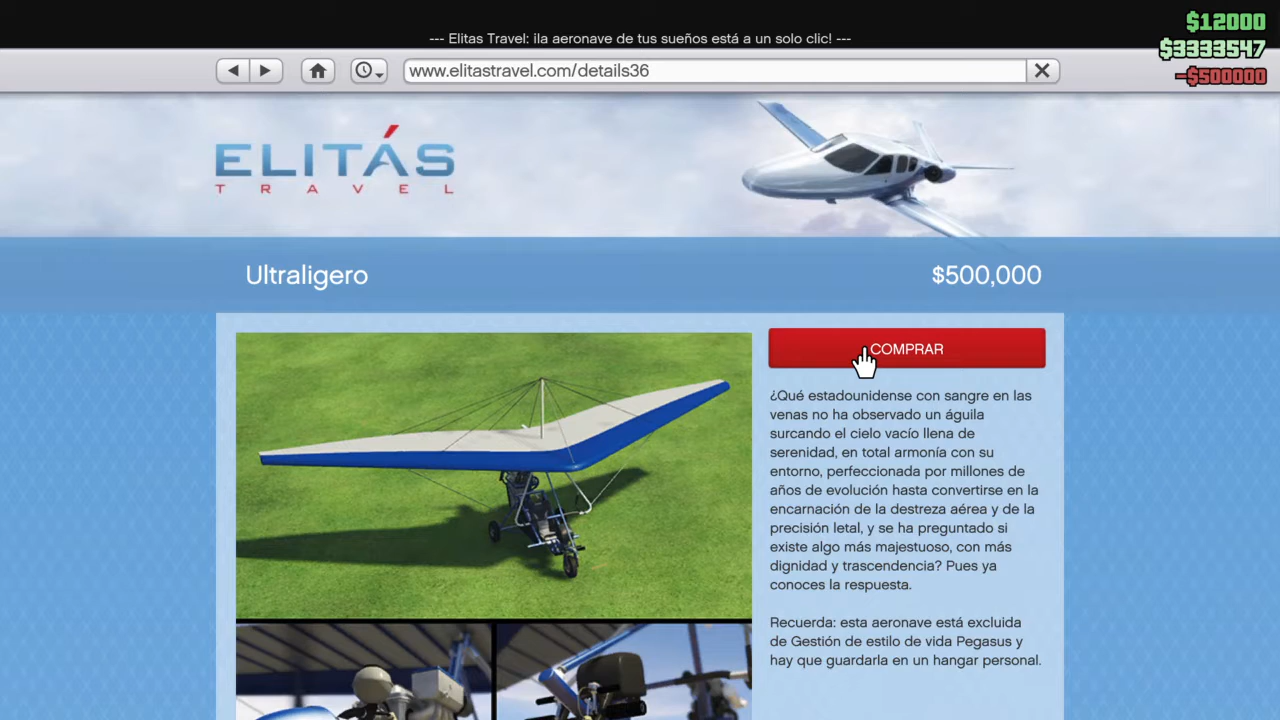 --- Elitas Travel: ¡la aeronave de tus sueños está a un solo clic! ---
$12000
$3333547
-$500000
www.elitastravel.com/details36
ELITÁS
TRAVEL
Ultraligero
$500,000
COMPRAR
¿Qué estadounidense con sangre en las
venas no ha observado un águila
surcando el cielo vacío llena de
serenidad, en total armonía con su
entorno, perfeccionada por millones de
años de evolución hasta convertirse en la
encarnación de la destreza aérea y de la
precisión letal, y se ha preguntado si
existe algo más majestuoso, con más
dignidad y trascendencia? Pues ya
conoces la respuesta.
Recuerda: esta aeronave está excluida
de Gestión de estilo de vida Pegasus y
hay que guardarla en un hangar personal.